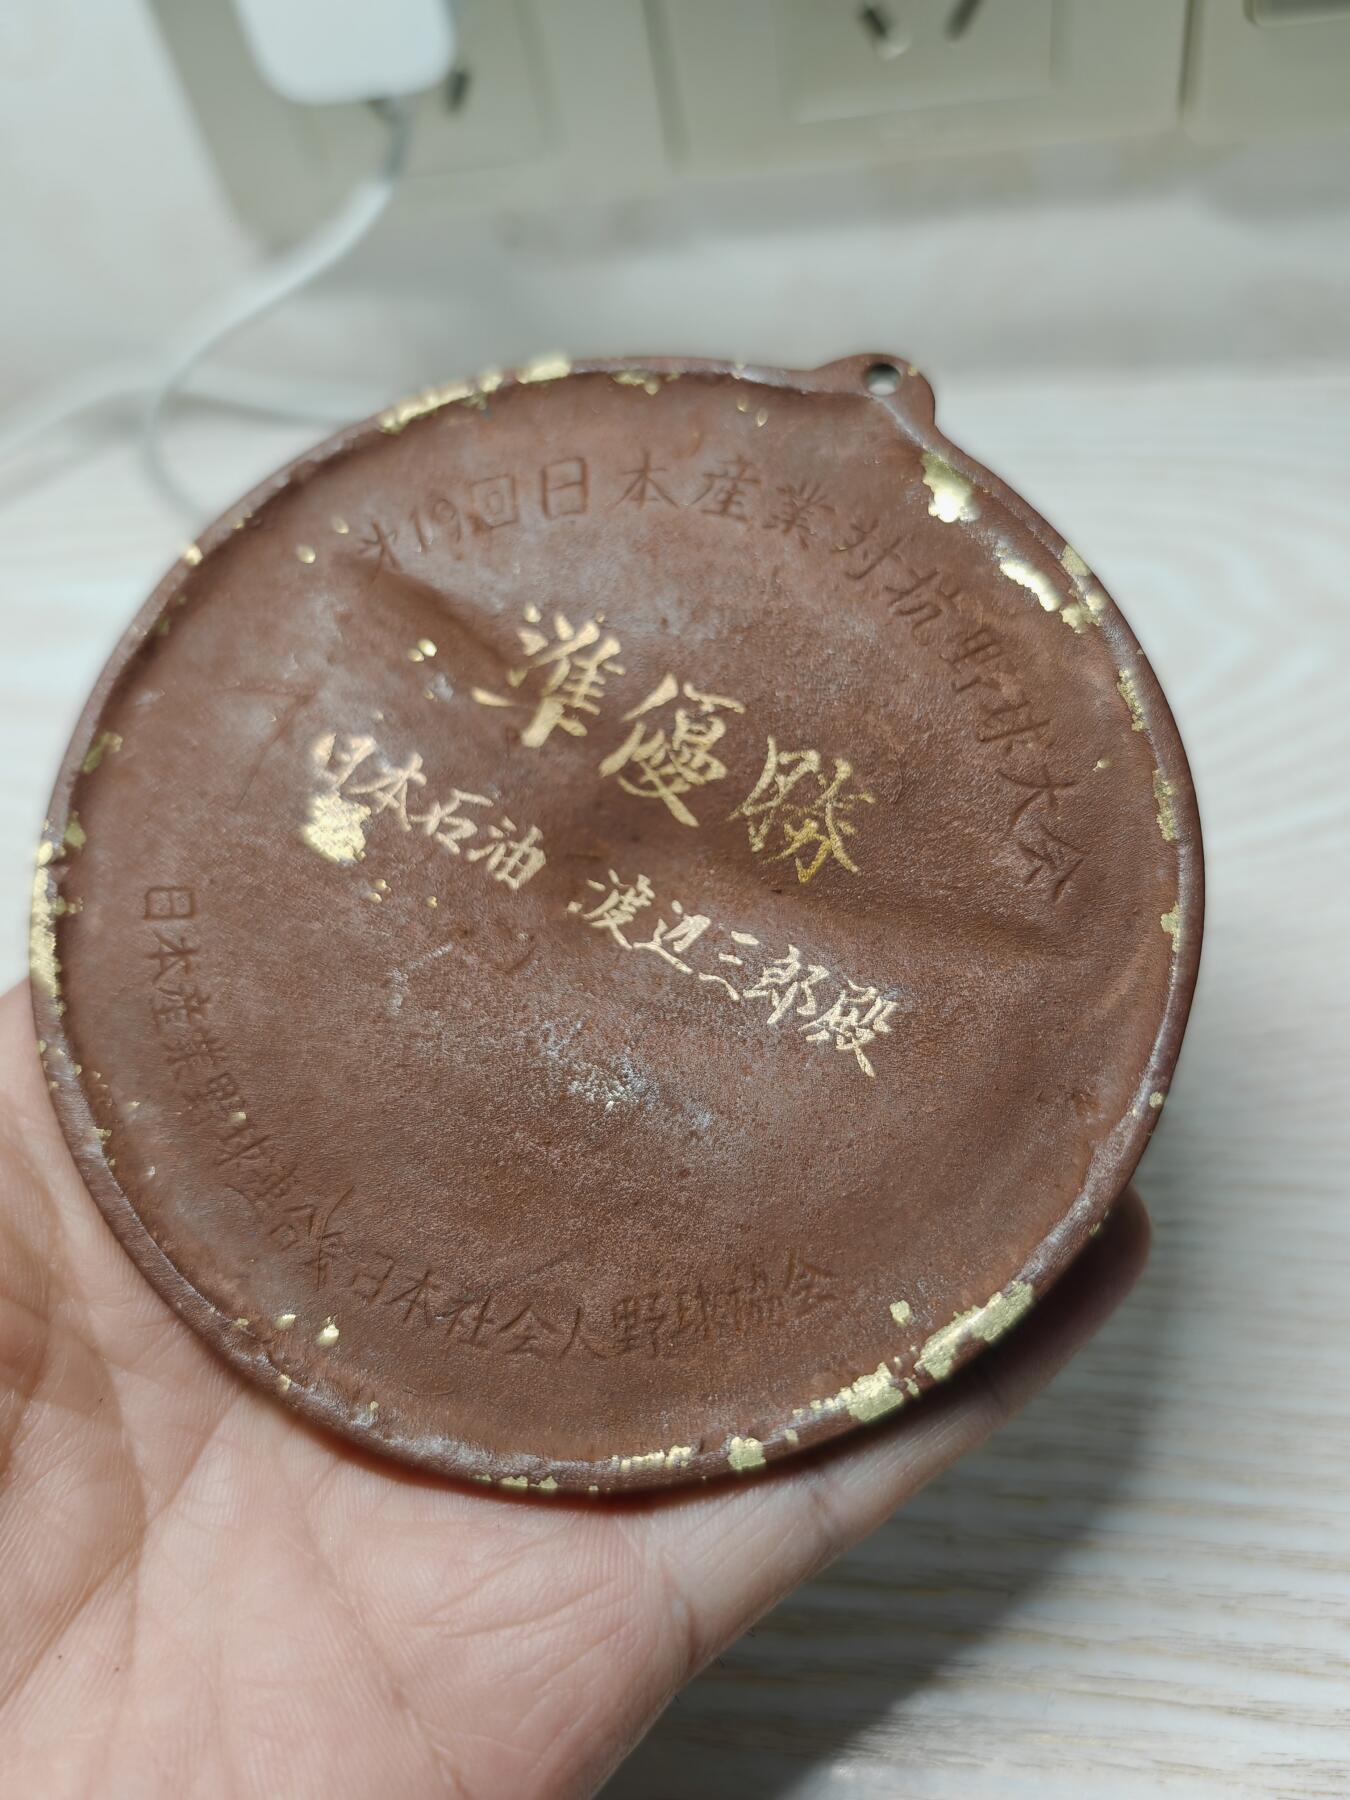 第19回日本産業対抗野球大会
準優勝
日本石油 渡辺三郎殿
日本産業野球連合会
日本社会人野球協会